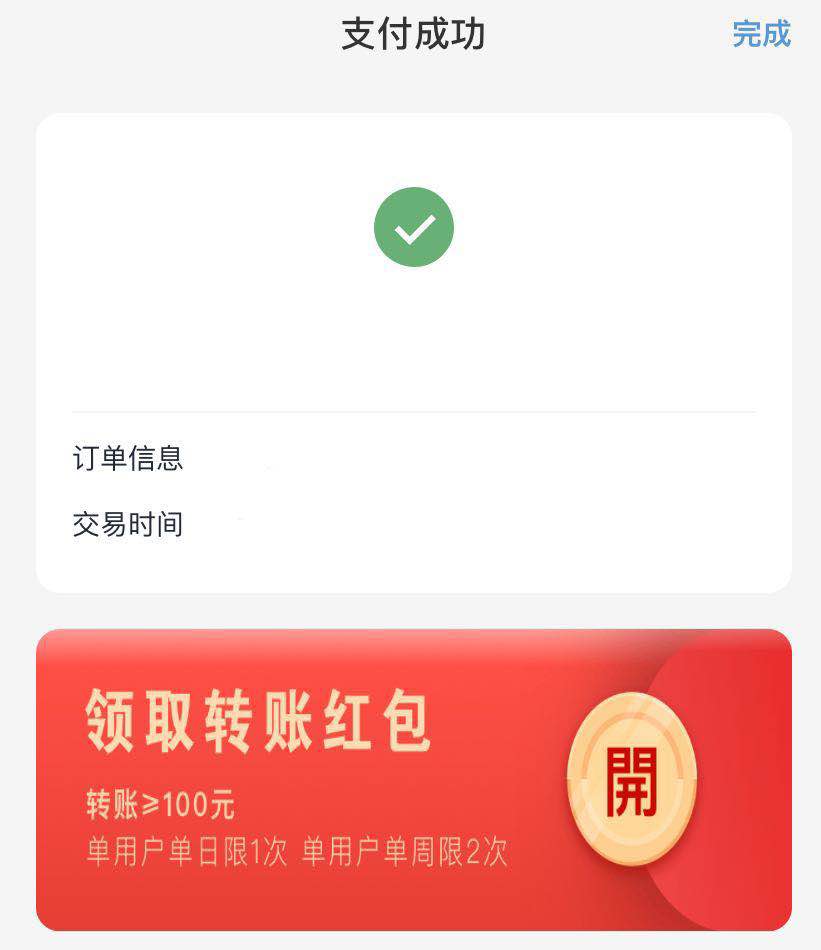 支付成功
完成
订单信息
交易时间
领取转账红包
转账≥100元
单用户单日限1次 单用户单周限2次
開